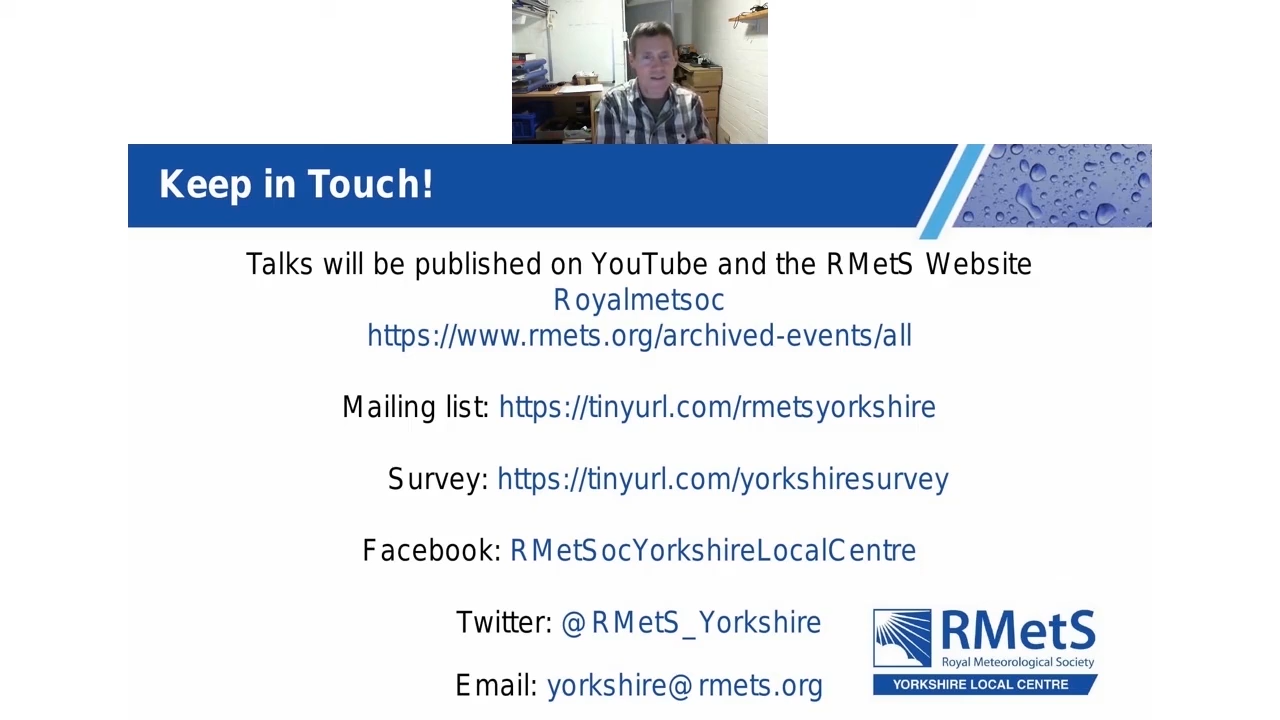 Keep in Touch!
Talks will be published on YouTube and the RMetS Website
Royalmetsoc
https://www.rmets.org/archived-events/all
Mailing list: https://tinyurl.com/rmetsyorkshire
Survey: https://tinyurl.com/yorkshiresurvey
Facebook: RMetSocYorkshireLocalCentre
Twitter: @RMetS_Yorkshire
Email: yorkshire@rmets.org
RMetS
Royal Meteorological Society
YORKSHIRE LOCAL CENTRE